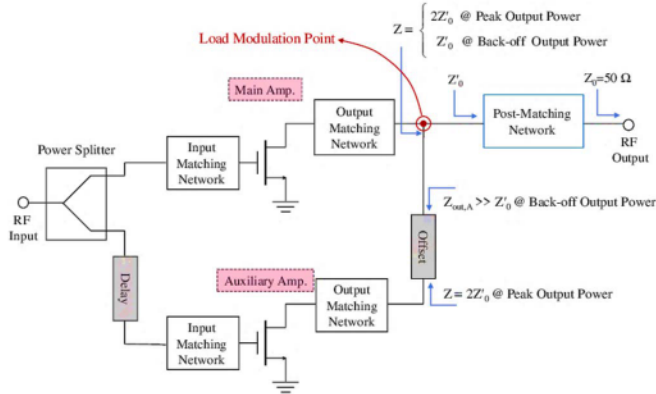 2Z'₀ @ Peak Output Power
Z =
Z'₀ @ Back-off Output Power
Load Modulation Point
Main Amp.
Z'₀
Z₀=50 Ω
Output
Matching
Network
Post-Matching
Network
RF
Output
Power Splitter
Input
Matching
Network
RF
Input
Z_out,A >> Z'₀ @ Back-off Output Power
Offset
Delay
Auxiliary Amp.
Output
Matching
Network
Z= 2Z'₀ @ Peak Output Power
Input
Matching
Network